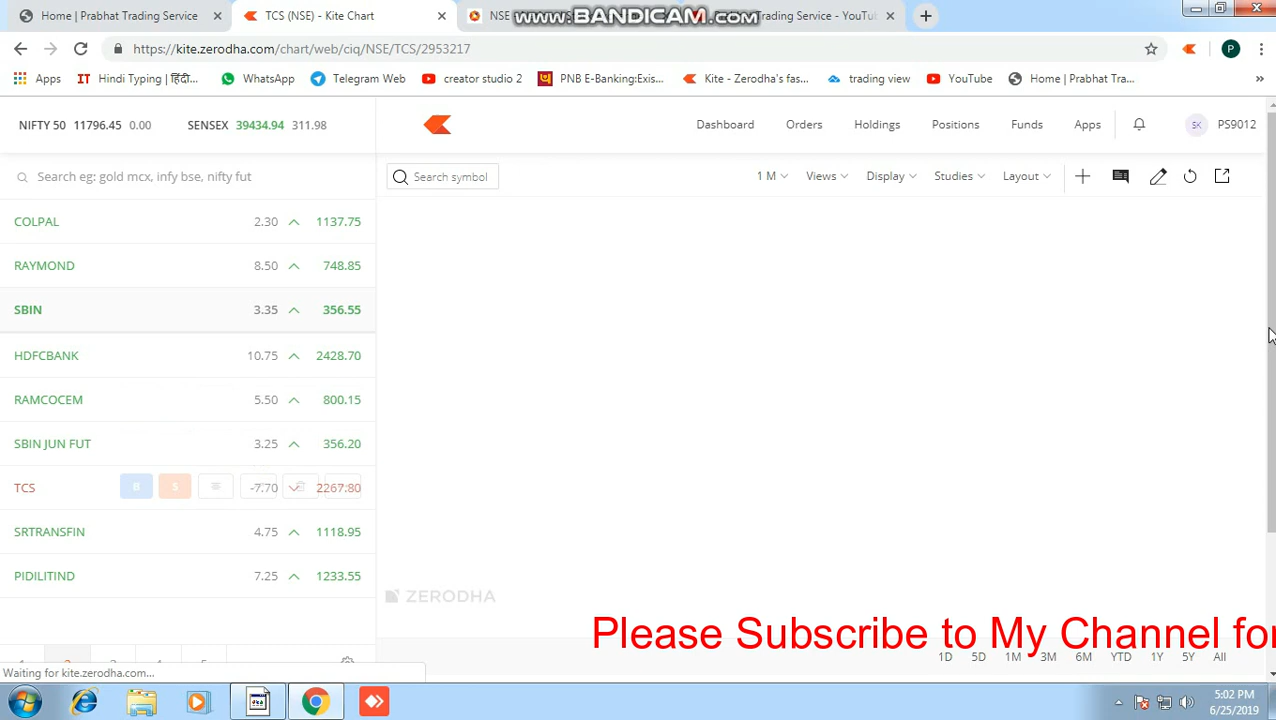 Home | Prabhat Trading Service
TCS (NSE) - Kite Chart
NSE
www.BANDICAM.com
Trading Service - YouTu
https://kite.zerodha.com/chart/web/ciq/NSE/TCS/2953217
P
Apps
Hindi Typing | हिंदी...
WhatsApp
Telegram Web
creator studio 2
PNB E-Banking:Exis...
Kite - Zerodha's fas...
trading view
YouTube
Home | Prabhat Tra...
»
NIFTY 50 11796.45 0.00
SENSEX 39434.94 311.98
Dashboard
Orders
Holdings
Positions
Funds
Apps
SK
PS9012
Search eg: gold mcx, infy bse, nifty fut
Search symbol
1 M
Views
Display
Studies
Layout
COLPAL 2.30 1137.75
RAYMOND 8.50 748.85
SBIN 3.35 356.55
HDFCBANK 10.75 2428.70
RAMCOCEM 5.50 800.15
SBIN JUN FUT 3.25 356.20
TCS B S -7.70 2267.80
SRTRANSFIN 4.75 1118.95
PIDILITIND 7.25 1233.55
ZERODHA
Please Subscribe to My Channel for
1D 5D 1M 3M 6M YTD 1Y 5Y All
Waiting for kite.zerodha.com...
5:02 PM
6/25/2019